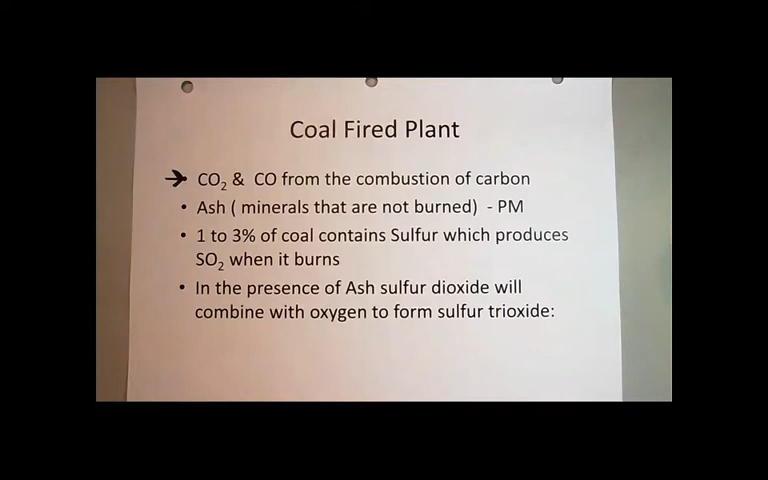 Coal Fired Plant
CO₂ & CO from the combustion of carbon
• Ash ( minerals that are not burned) - PM
• 1 to 3% of coal contains Sulfur which produces
SO₂ when it burns
• In the presence of Ash sulfur dioxide will
combine with oxygen to form sulfur trioxide: